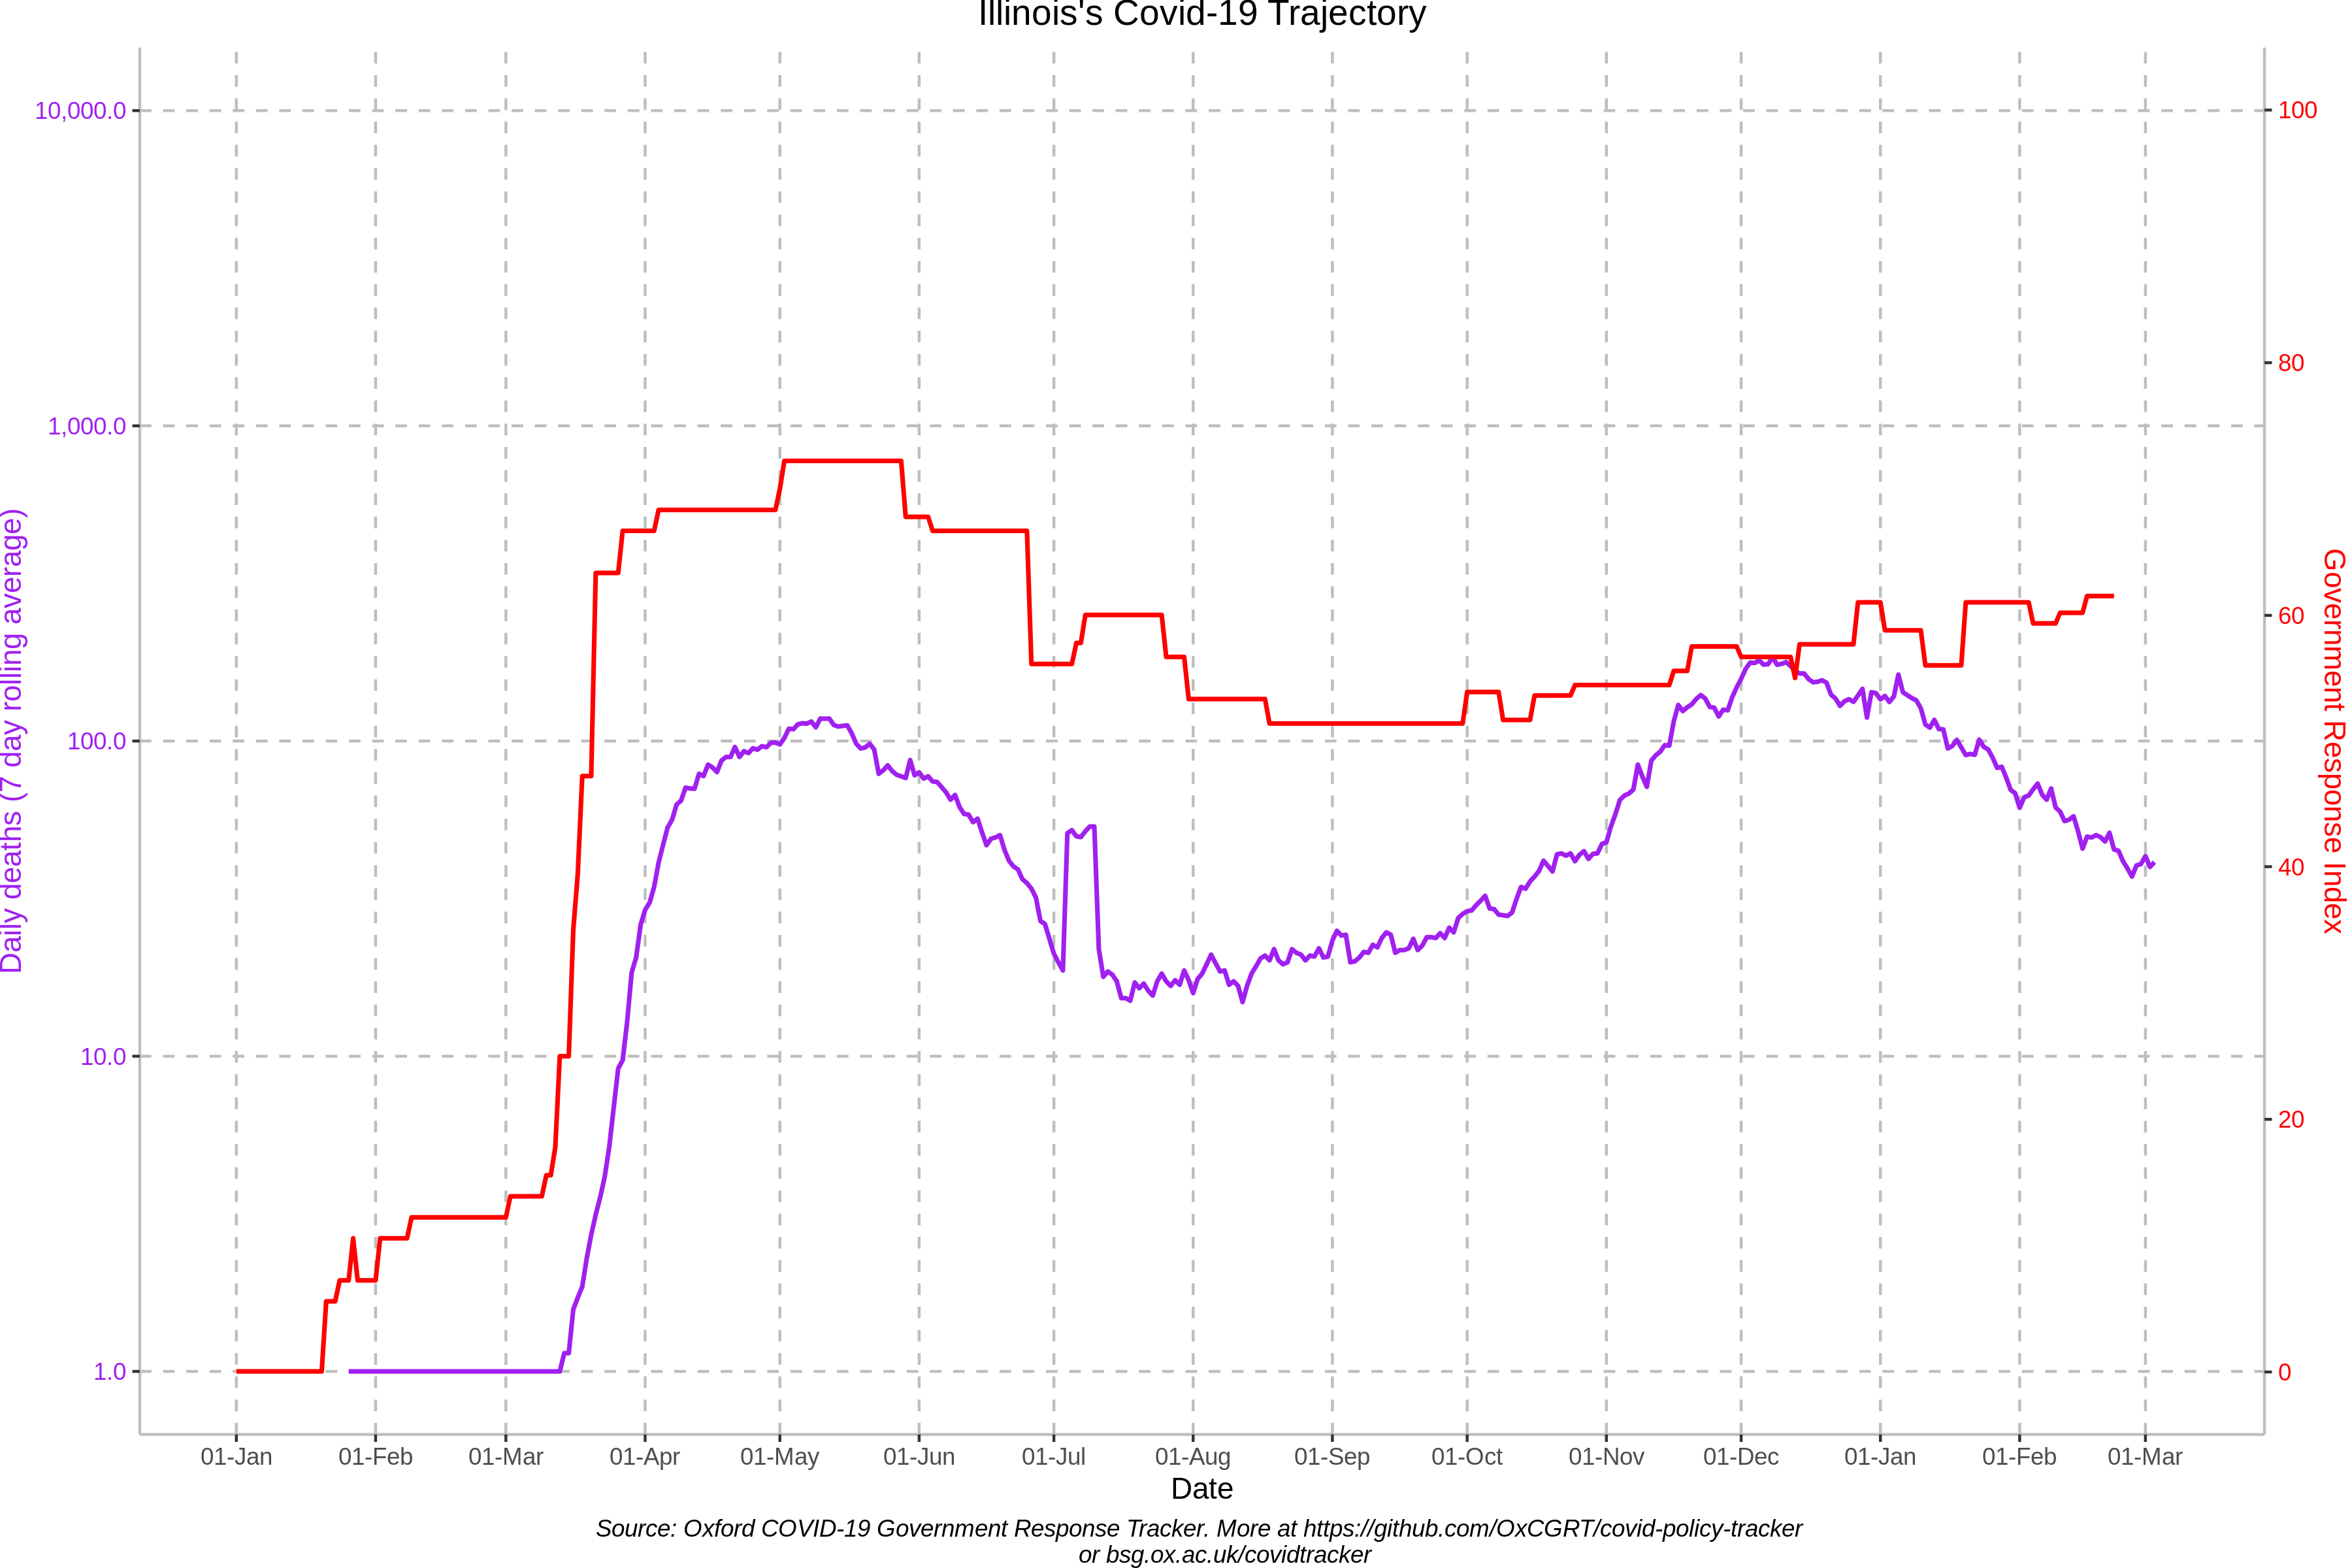 Illinois's Covid-19 Trajectory
10,000.0
1,000.0
100.0
10.0
1.0
Daily deaths (7 day rolling average)
100
80
60
40
20
0
Government Response Index
01-Jan 01-Feb 01-Mar 01-Apr 01-May 01-Jun 01-Jul 01-Aug 01-Sep 01-Oct 01-Nov 01-Dec 01-Jan 01-Feb 01-Mar
Date
Source: Oxford COVID-19 Government Response Tracker. More at https://github.com/OxCGRT/covid-policy-tracker
or bsg.ox.ac.uk/covidtracker